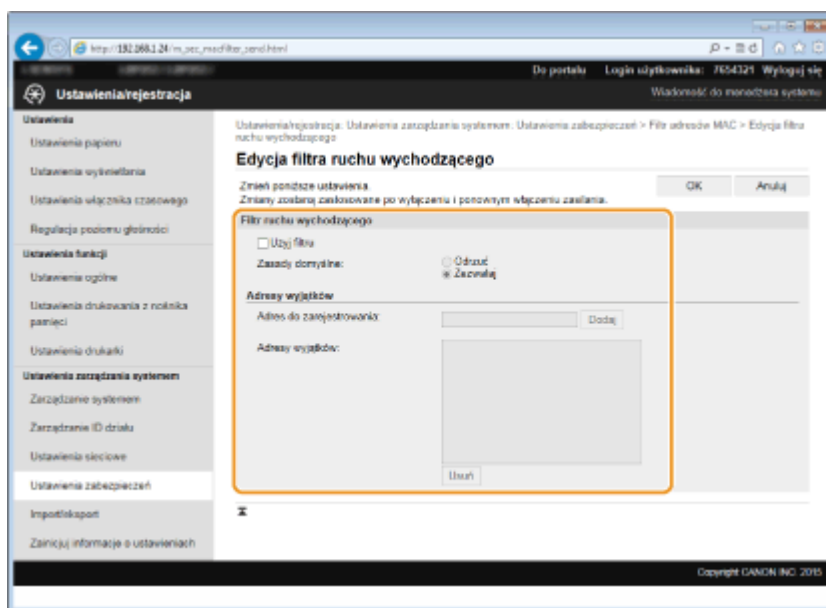 http://192.168.1.24/m_sec_macfilter_send.html
Do portalu Login użytkownika: 7654321 Wyloguj się
Ustawienia/rejestracja
Wiadomość do menedżera systemu
Ustawienia
Ustawienia papieru
Ustawienia wyświetlania
Ustawienia włącznika czasowego
Regulacja poziomu głośności
Ustawienia funkcji
Ustawienia ogólne
Ustawienia drukowania z nośnika
pamięci
Ustawienia drukarki
Ustawienia zarządzania systemem
Zarządzanie systemem
Zarządzanie ID działu
Ustawienia sieciowe
Ustawienia zabezpieczeń
Import/eksport
Zainicjuj informacje o ustawieniach
Ustawienia/rejestracja: Ustawienia zarządzania systemem: Ustawienia zabezpieczeń > Filtr adresów MAC > Edycja filtra
ruchu wychodzącego
Edycja filtra ruchu wychodzącego
Zmień poniższe ustawienia.
Zmiany zostaną zastosowane po wyłączeniu i ponownym włączeniu zasilania.
OK Anuluj
Filtr ruchu wychodzącego
Użyj filtru
Zasady domyślne:
Odrzuć
Zezwalaj
Adresy wyjątków
Adres do zarejestrowania:
Dodaj
Adresy wyjątków:
Usuń
Copyright CANON INC. 2015